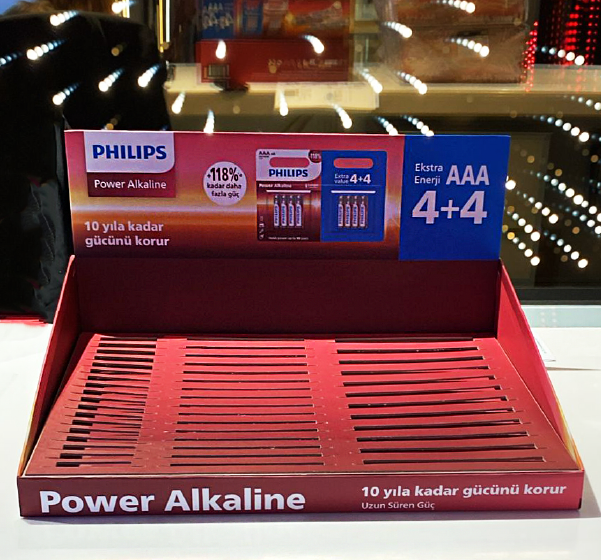 PHILIPS
Power Alkaline
10 yıla kadar
gücünü korur
+118%*
kadar daha
fazla güç
AAA
118%
PHILIPS
Power Alkaline
Extra
value 4+4
Ekstra
Enerji AAA
4+4
Power Alkaline
10 yıla kadar gücünü korur
Uzun Süren Güç